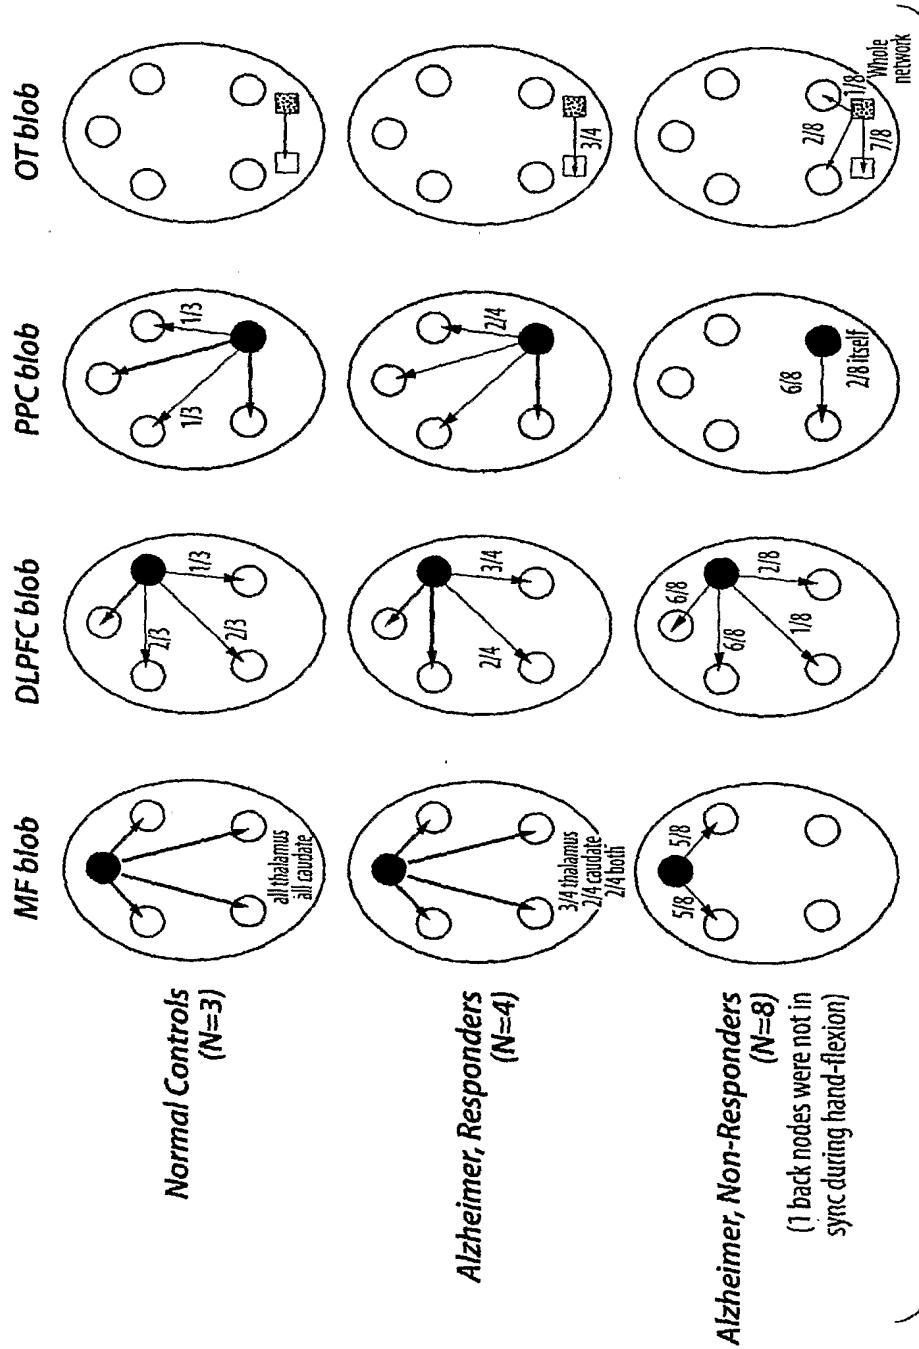 MF blob
DLPFC blob
PPC blob
OT blob
Normal Controls
(N=3)
all thalamus
all caudate
2/3
2/3
1/3
1/3
1/3
Alzheimer, Responders
(N=4)
3/4 thalamus
2/4 caudate
2/4 both
2/4
3/4
2/4
3/4
Alzheimer, Non-Responders
(N=8)
(1 back nodes were not in
sync during hand-flexion)
5/8
5/8
6/8
6/8
1/8
2/8
6/8
2/8 itself
2/8
7/8
1/8
Whole
network